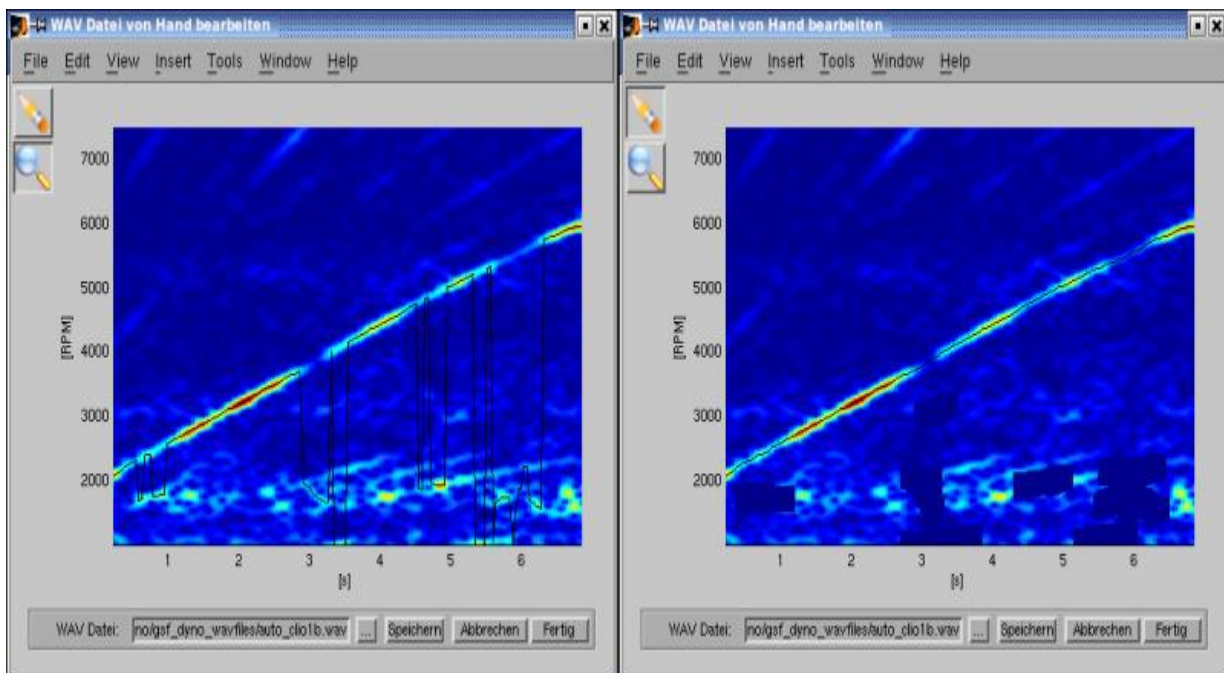 WAV Datei von Hand bearbeiten
File Edit View Insert Tools Window Help
7000
6000
5000
4000
3000
2000
[RPM]
1 2 3 4 5 6
[s]
WAV Datei: no/gsf_dyno_wavfiles/auto_clio1b.wav ... Speichern Abbrechen Fertig
WAV Datei von Hand bearbeiten
File Edit View Insert Tools Window Help
7000
6000
5000
4000
3000
2000
[RPM]
1 2 3 4 5 6
[s]
WAV Datei: no/gsf_dyno_wavfiles/auto_clio1b.wav ... Speichern Abbrechen Fertig